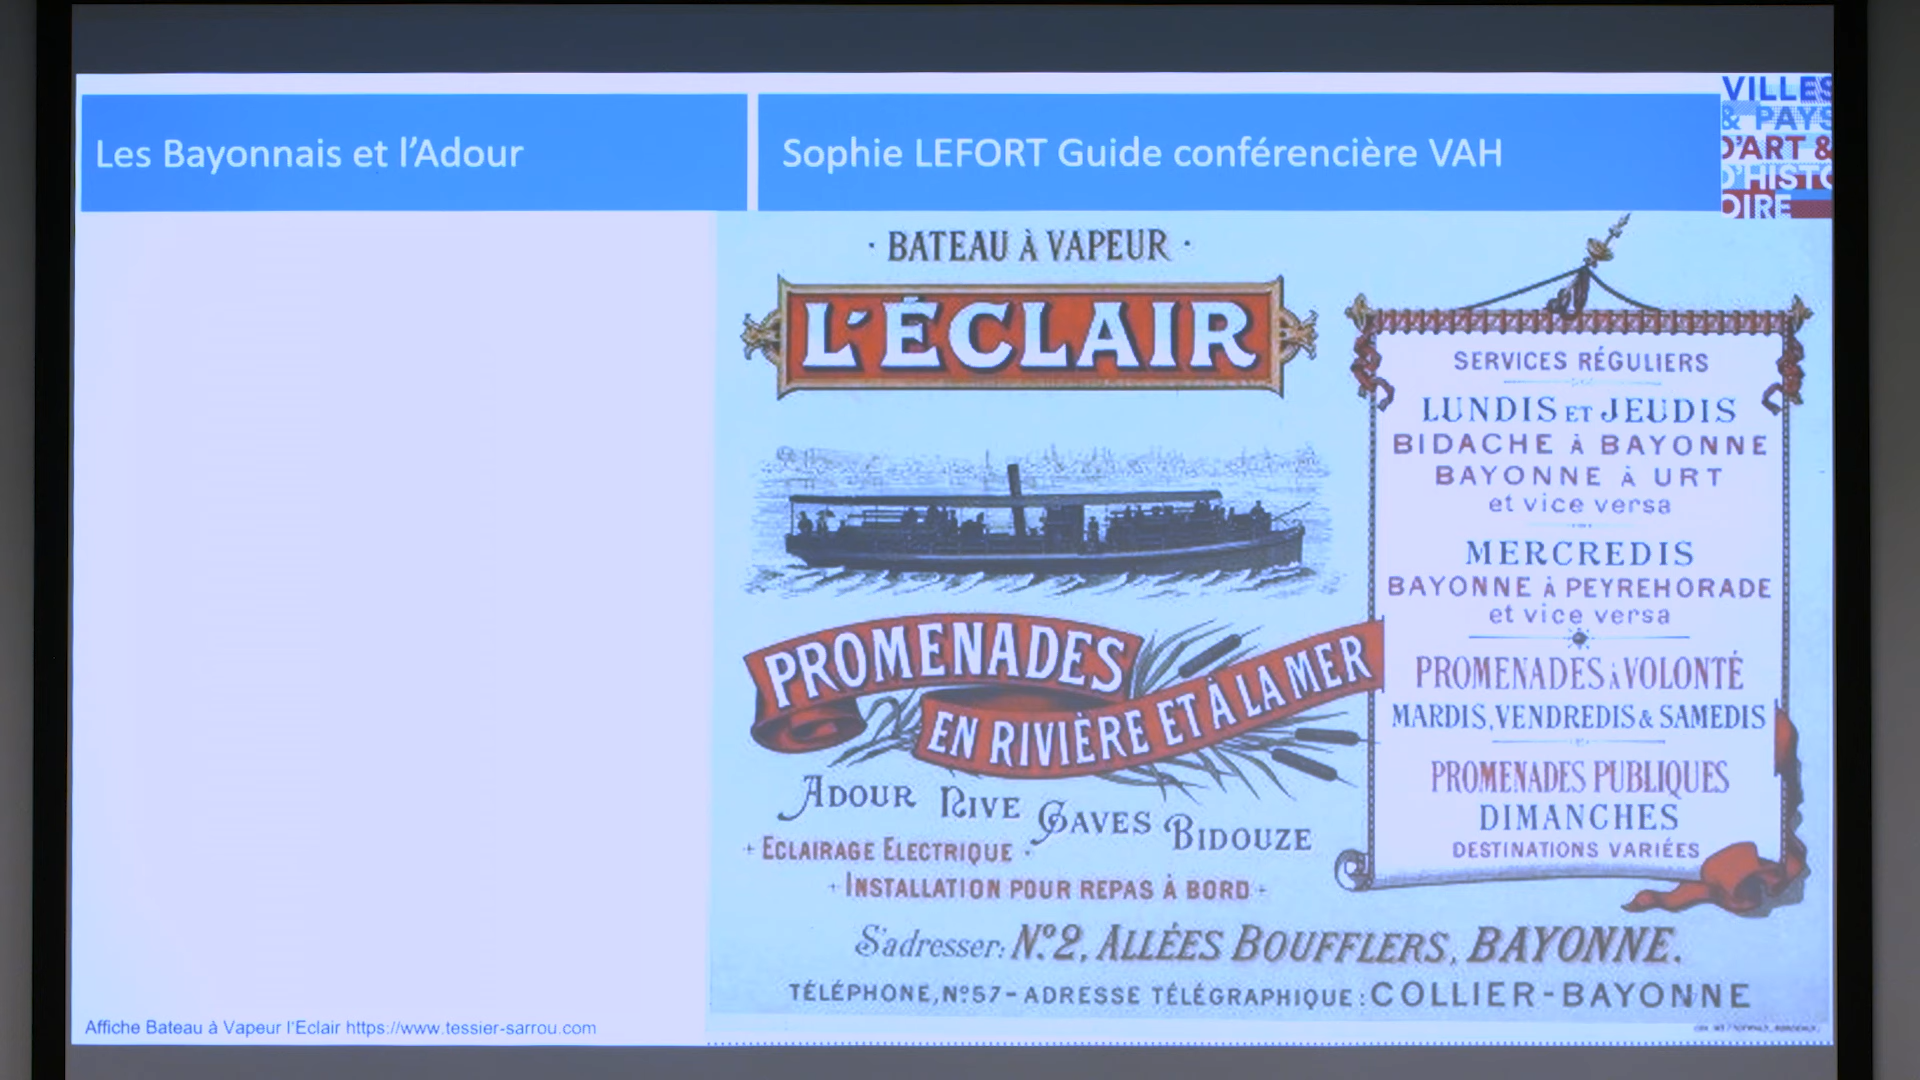 Les Bayonnais et l'Adour
Sophie LEFORT Guide conférencière VAH
VILLES
& PAYS
D'ART &
D'HISTO
OIRE
· BATEAU À VAPEUR ·
L'ÉCLAIR
PROMENADES
EN RIVIÈRE ET À LA MER
ADOUR NIVE GAVES BIDOUZE
+ ECLAIRAGE ELECTRIQUE ·
+ INSTALLATION POUR REPAS À BORD +
SERVICES RÉGULIERS
LUNDIS ET JEUDIS
BIDACHE À BAYONNE
BAYONNE À URT
et vice versa
MERCREDIS
BAYONNE À PEYREHORADE
et vice versa
PROMENADES À VOLONTÉ
MARDIS, VENDREDIS & SAMEDIS
PROMENADES PUBLIQUES
DIMANCHES
DESTINATIONS VARIÉES
S'adresser: Nº 2, ALLÉES BOUFFLERS, BAYONNE.
TÉLÉPHONE, Nº 57 - ADRESSE TÉLÉGRAPHIQUE : COLLIER - BAYONNE
Affiche Bateau à Vapeur l'Eclair https://www.tessier-sarrou.com